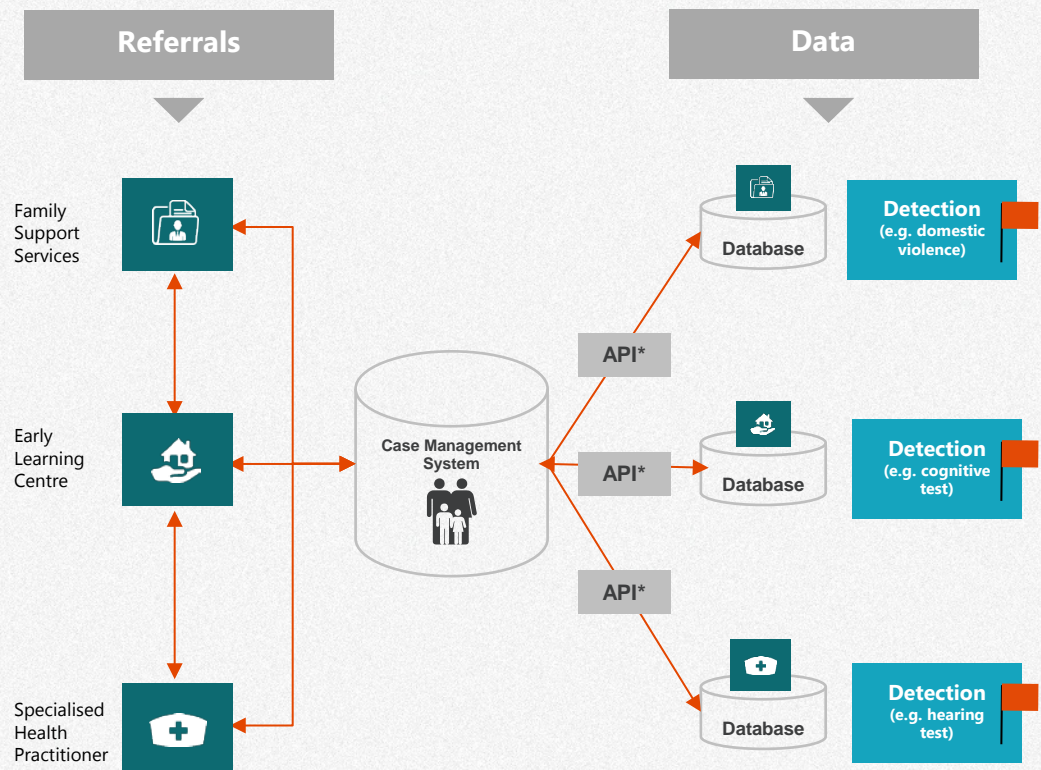 Referrals
Data
Family
Support
Services
Database
Detection
(e.g. domestic
violence)
API*
Early
Learning
Centre
Case Management
System
API*
Database
Detection
(e.g. cognitive
test)
API*
Specialised
Health
Practitioner
Database
Detection
(e.g. hearing
test)